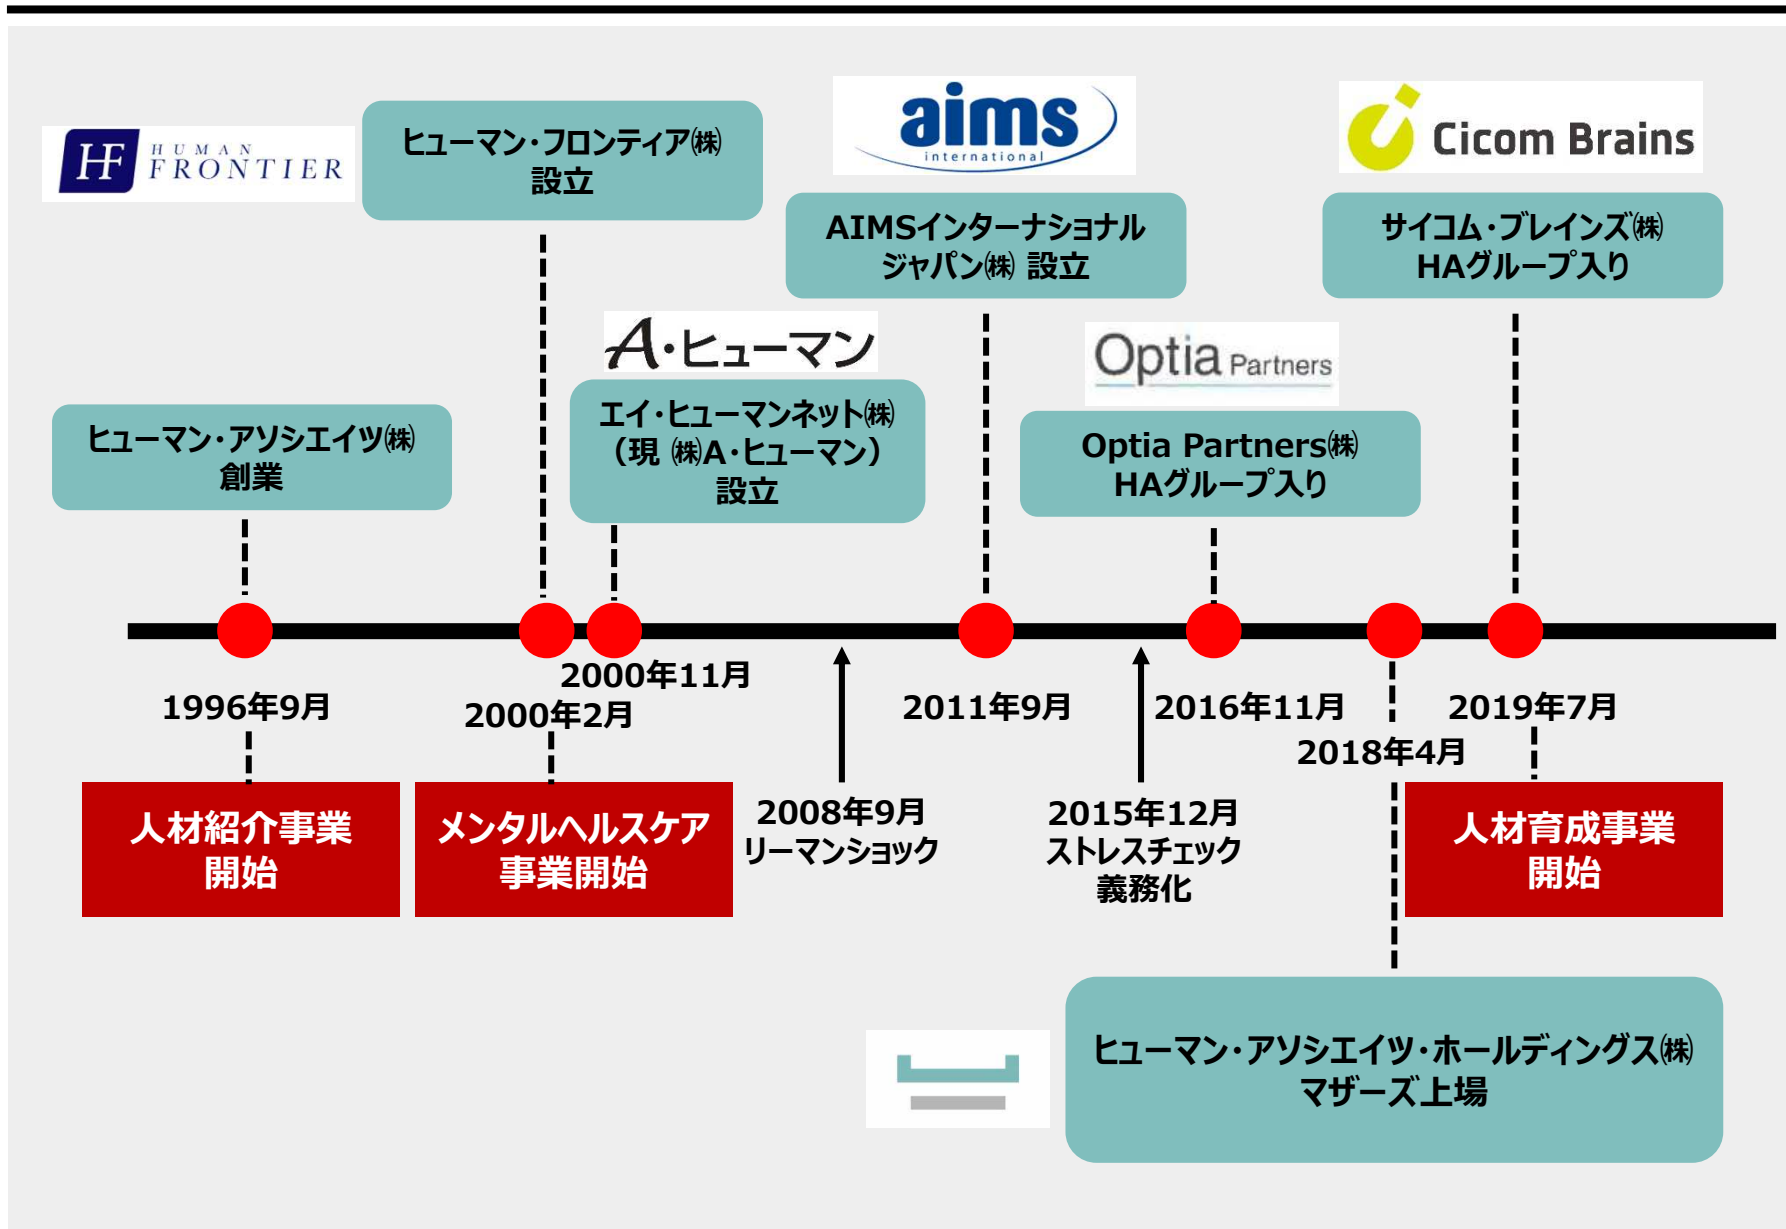 HF HUMAN
FRONTIER
ヒューマン・フロンティア㈱
設立
aims
international
AIMSインターナショナル
ジャパン㈱ 設立
Cicom Brains
サイコム・ブレインズ㈱
HAグループ入り
A・ヒューマン
エイ・ヒューマンネット㈱
（現 ㈱A・ヒューマン）
設立
Optia Partners
Optia Partners㈱
HAグループ入り
ヒューマン・アソシエイツ㈱
創業
1996年9月
2000年2月
2000年11月
2011年9月
2016年11月
2018年4月
2019年7月
人材紹介事業
開始
メンタルヘルスケア
事業開始
2008年9月
リーマンショック
2015年12月
ストレスチェック
義務化
人材育成事業
開始
ヒューマン・アソシエイツ・ホールディングス㈱
マザーズ上場